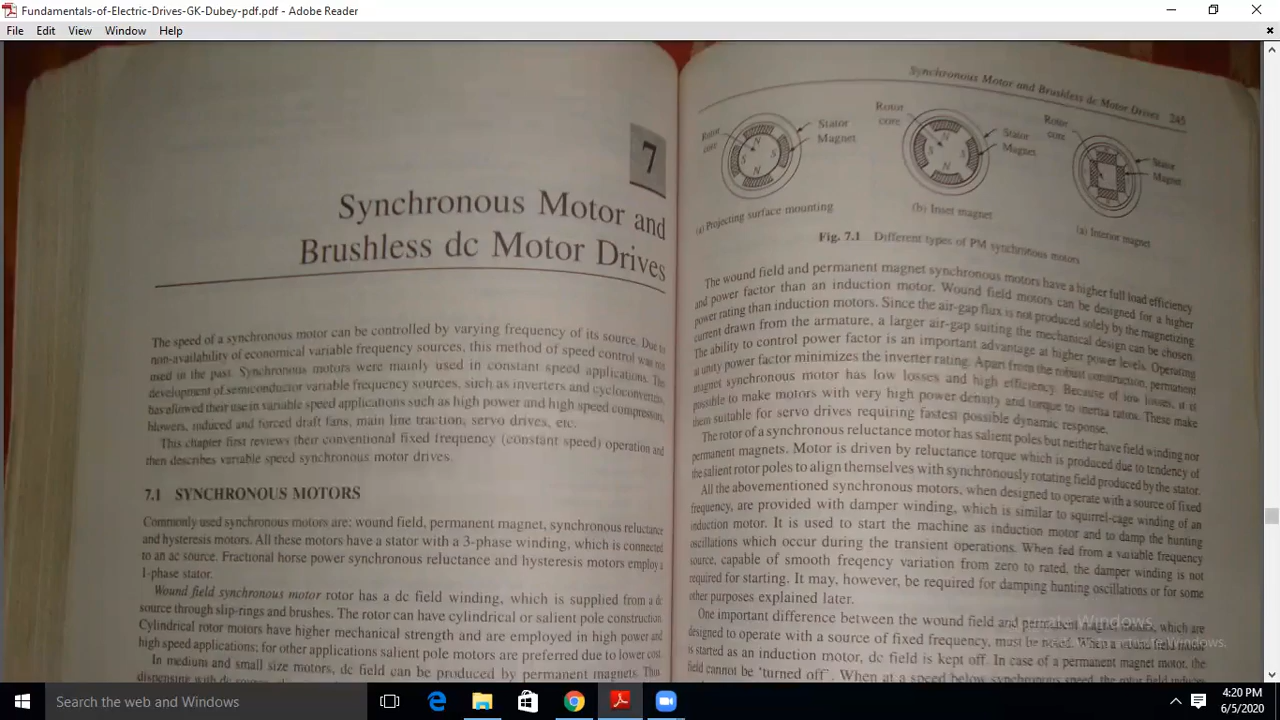 Fundamentals-of-Electric-Drives-GK-Dubey-pdf.pdf - Adobe Reader
File Edit View Window Help
7
Synchronous Motor and
Brushless dc Motor Drives
The speed of a synchronous motor can be controlled by varying frequency of its source. Due to
non-availability of economical variable frequency sources, this method of speed control was not
used in the past. Synchronous motors were mainly used in constant speed applications. The
development of semiconductor variable frequency sources, such as inverters and cycloconverters,
has allowed their use in variable speed applications such as high power and high speed compressors,
blowers, induced and forced draft fans, main line traction, servo drives, etc.
This chapter first reviews their conventional fixed frequency (constant speed) operation and
then describes variable speed synchronous motor drives.
7.1 SYNCHRONOUS MOTORS
Commonly used synchronous motors are: wound field, permanent magnet, synchronous reluctance
and hysteresis motors. All these motors have a stator with a 3-phase winding, which is connected
to an ac source. Fractional horse power synchronous reluctance and hysteresis motors employ a
1-phase stator.
Wound field synchronous motor rotor has a dc field winding, which is supplied from a dc
source through slip-rings and brushes. The rotor can have cylindrical or salient pole construction.
Cylindrical rotor motors have higher mechanical strength and are employed in high power and
high speed applications; for other applications salient pole motors are preferred due to lower cost.
In medium and small size motors, dc field can be produced by permanent magnets. Thus
dispensing with dc
Synchronous Motor and Brushless dc Motor Drives 245
Rotor core Stator Magnet N S N S
Rotor core Stator Magnet N S N S
Rotor core Stator Magnet
(a) Projecting surface mounting (b) Inset magnet (a) Interior magnet
Fig. 7.1 Different types of PM synchronous motors
The wound field and permanent magnet synchronous motors have a higher full load efficiency
and power factor than an induction motor. Wound field motors can be designed for a higher
power rating than induction motors. Since the air-gap flux is not produced solely by the magnetizing
current drawn from the armature, a larger air-gap suiting the mechanical design can be chosen.
The ability to control power factor is an important advantage at higher power levels. Operating
at unity power factor minimizes the inverter rating. Apart from the robust construction, permanent
magnet synchronous motor has low losses and high efficiency. Because of low losses, it is
possible to make motors with very high power density and torque to inertia ratios. These make
them suitable for servo drives requiring fastest possible dynamic response.
The rotor of a synchronous reluctance motor has salient poles but neither have field winding nor
permanent magnets. Motor is driven by reluctance torque which is produced due to tendency of
the salient rotor poles to align themselves with synchronously rotating field produced by the stator.
All the abovementioned synchronous motors, when designed to operate with a source of fixed
frequency, are provided with damper winding, which is similar to squirrel-cage winding of an
induction motor. It is used to start the machine as induction motor and to damp the hunting
oscillations which occur during the transient operations. When fed from a variable frequency
source, capable of smooth freqency variation from zero to rated, the damper winding is not
required for starting. It may, however, be required for damping hunting oscillations or for some
other purposes explained later.
One important difference between the wound field and permanent magnet motors, which are
designed to operate with a source of fixed frequency, must be noted. When a wound field motor
is started as an induction motor, dc field is kept off. In case of a permanent magnet motor, the
field cannot be 'turned off'. When at a speed below synchronous speed, the rotor field induces
Search the web and Windows
4:20 PM
6/5/2020